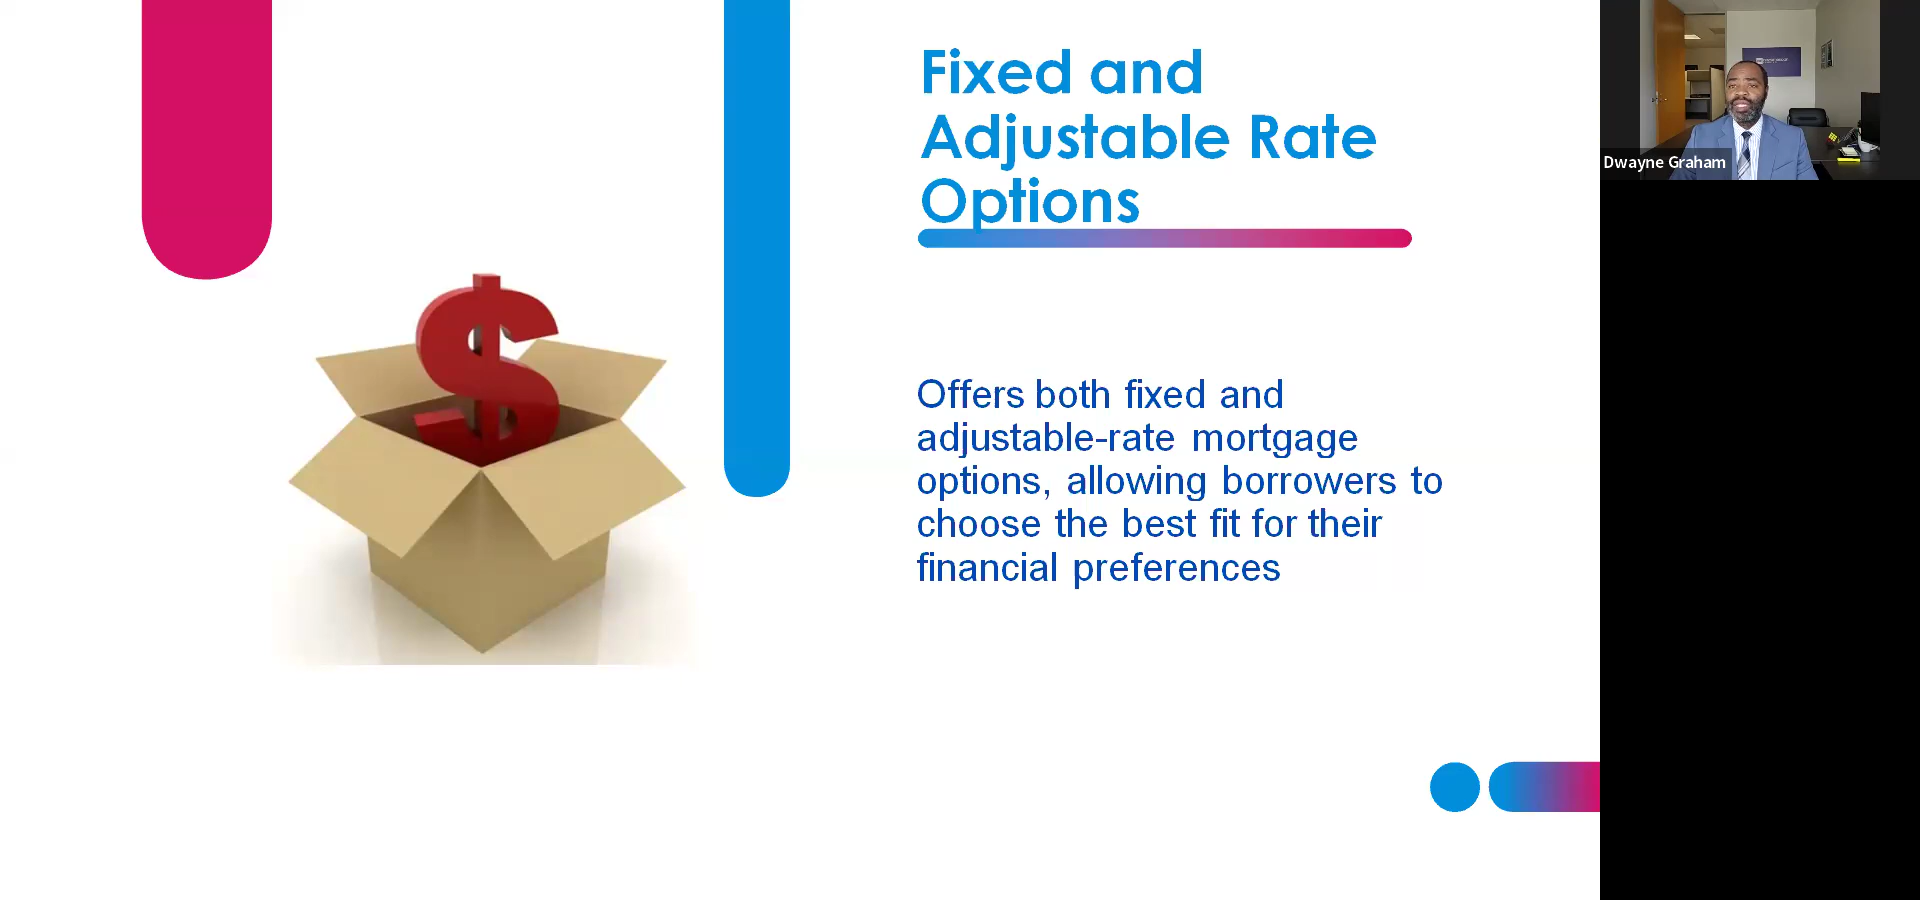 Fixed and
Adjustable Rate
Options
Offers both fixed and
adjustable-rate mortgage
options, allowing borrowers to
choose the best fit for their
financial preferences
Dwayne Graham